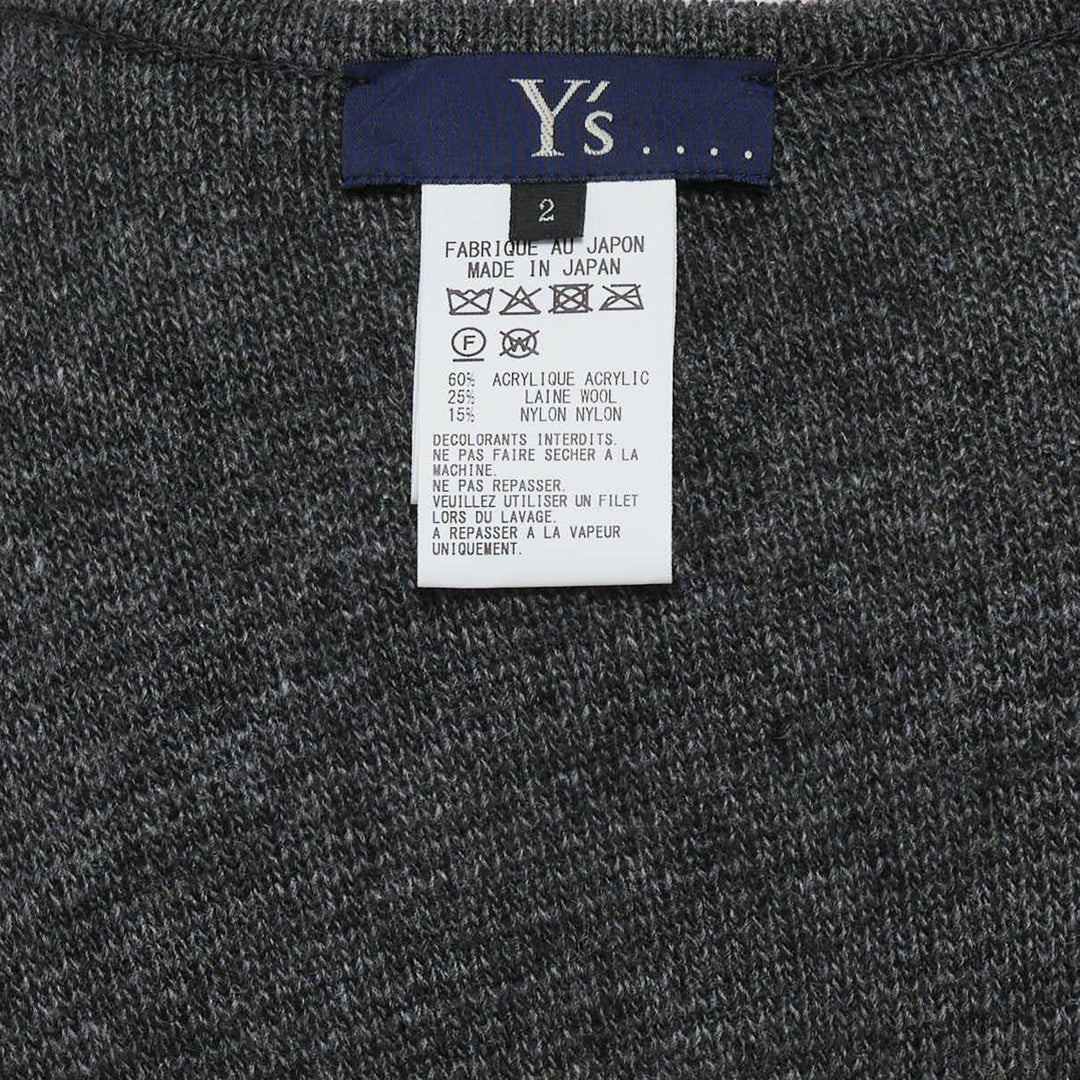 Y's....
2
FABRIQUE AU JAPON
MADE IN JAPAN
F W
60% ACRYLIQUE ACRYLIC
25% LAINE WOOL
15% NYLON NYLON
DECOLORANTS INTERDITS.
NE PAS FAIRE SECHER A LA
MACHINE.
NE PAS REPASSER.
VEUILLEZ UTILISER UN FILET
LORS DU LAVAGE.
A REPASSER A LA VAPEUR
UNIQUEMENT.